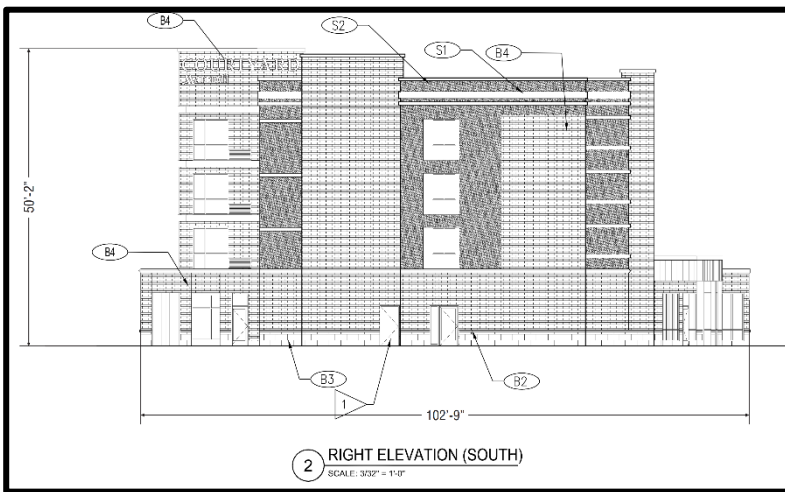 B4
S2
S1
B4
COURTYARD
50'-2"
B4
B3
B2
1
102'-9"
2
RIGHT ELEVATION (SOUTH)
SCALE: 3/32" = 1'-0"